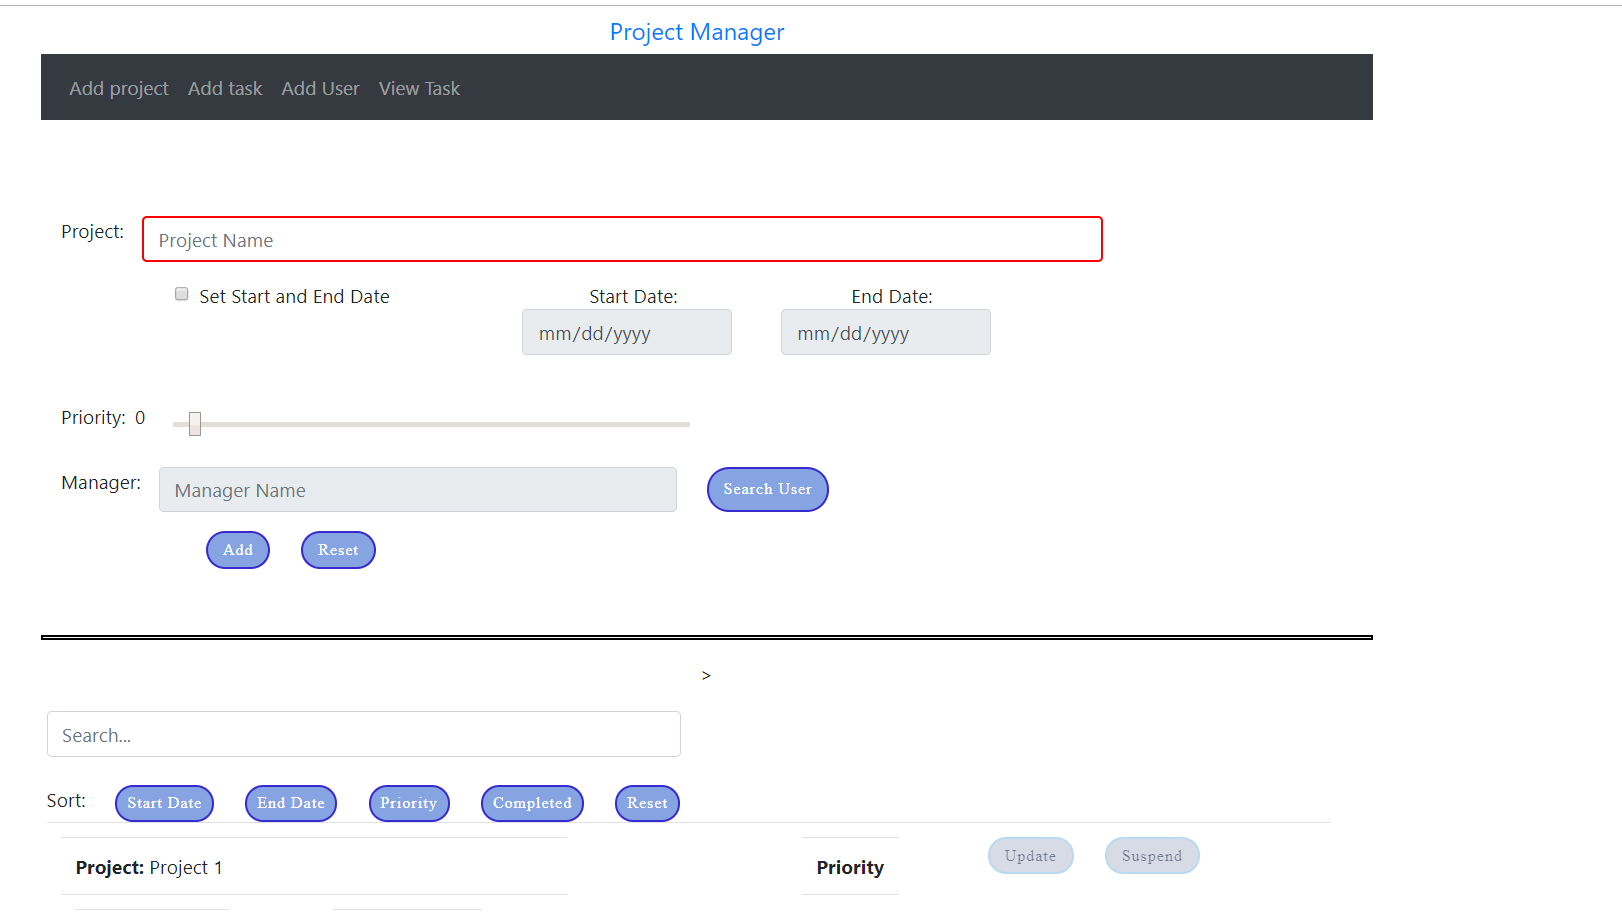 Project Manager
Add project Add task Add User View Task
Project: Project Name
Set Start and End Date Start Date: End Date:
mm/dd/yyyy mm/dd/yyyy
Priority: 0
Manager: Manager Name Search User
Add Reset
>
Search...
Sort: Start Date End Date Priority Completed Reset
Project: Project 1 Priority Update Suspend